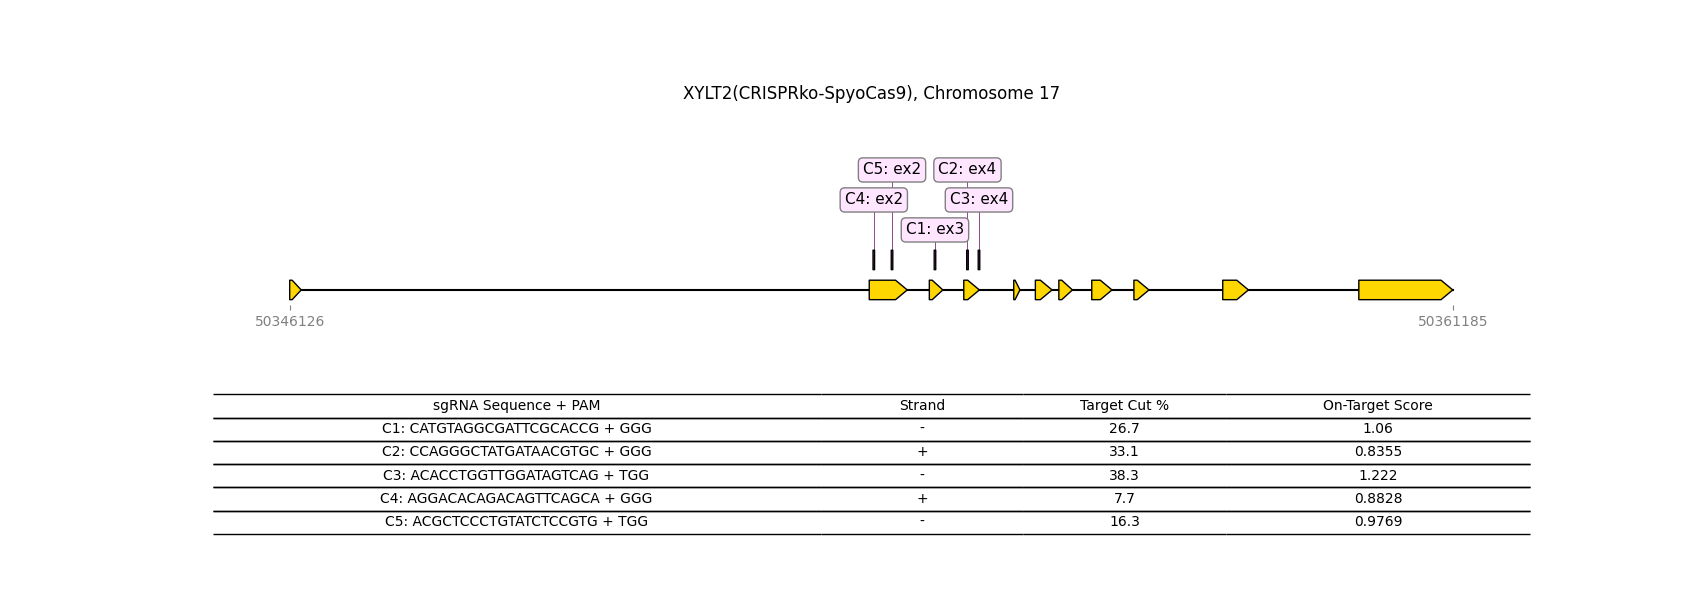 XYLT2(CRISPRko-SpyoCas9), Chromosome 17
C5: ex2 C2: ex4
C4: ex2 C3: ex4
C1: ex3
50346126 50361185
sgRNA Sequence + PAM Strand Target Cut % On-Target Score
C1: CATGTAGGCGATTCGCACCG + GGG - 26.7 1.06
C2: CCAGGGCTATGATAACGTGC + GGG + 33.1 0.8355
C3: ACACCTGGTTGGATAGTCAG + TGG - 38.3 1.222
C4: AGGACACAGACAGTTCAGCA + GGG + 7.7 0.8828
C5: ACGCTCCCTGTATCTCCGTG + TGG - 16.3 0.9769